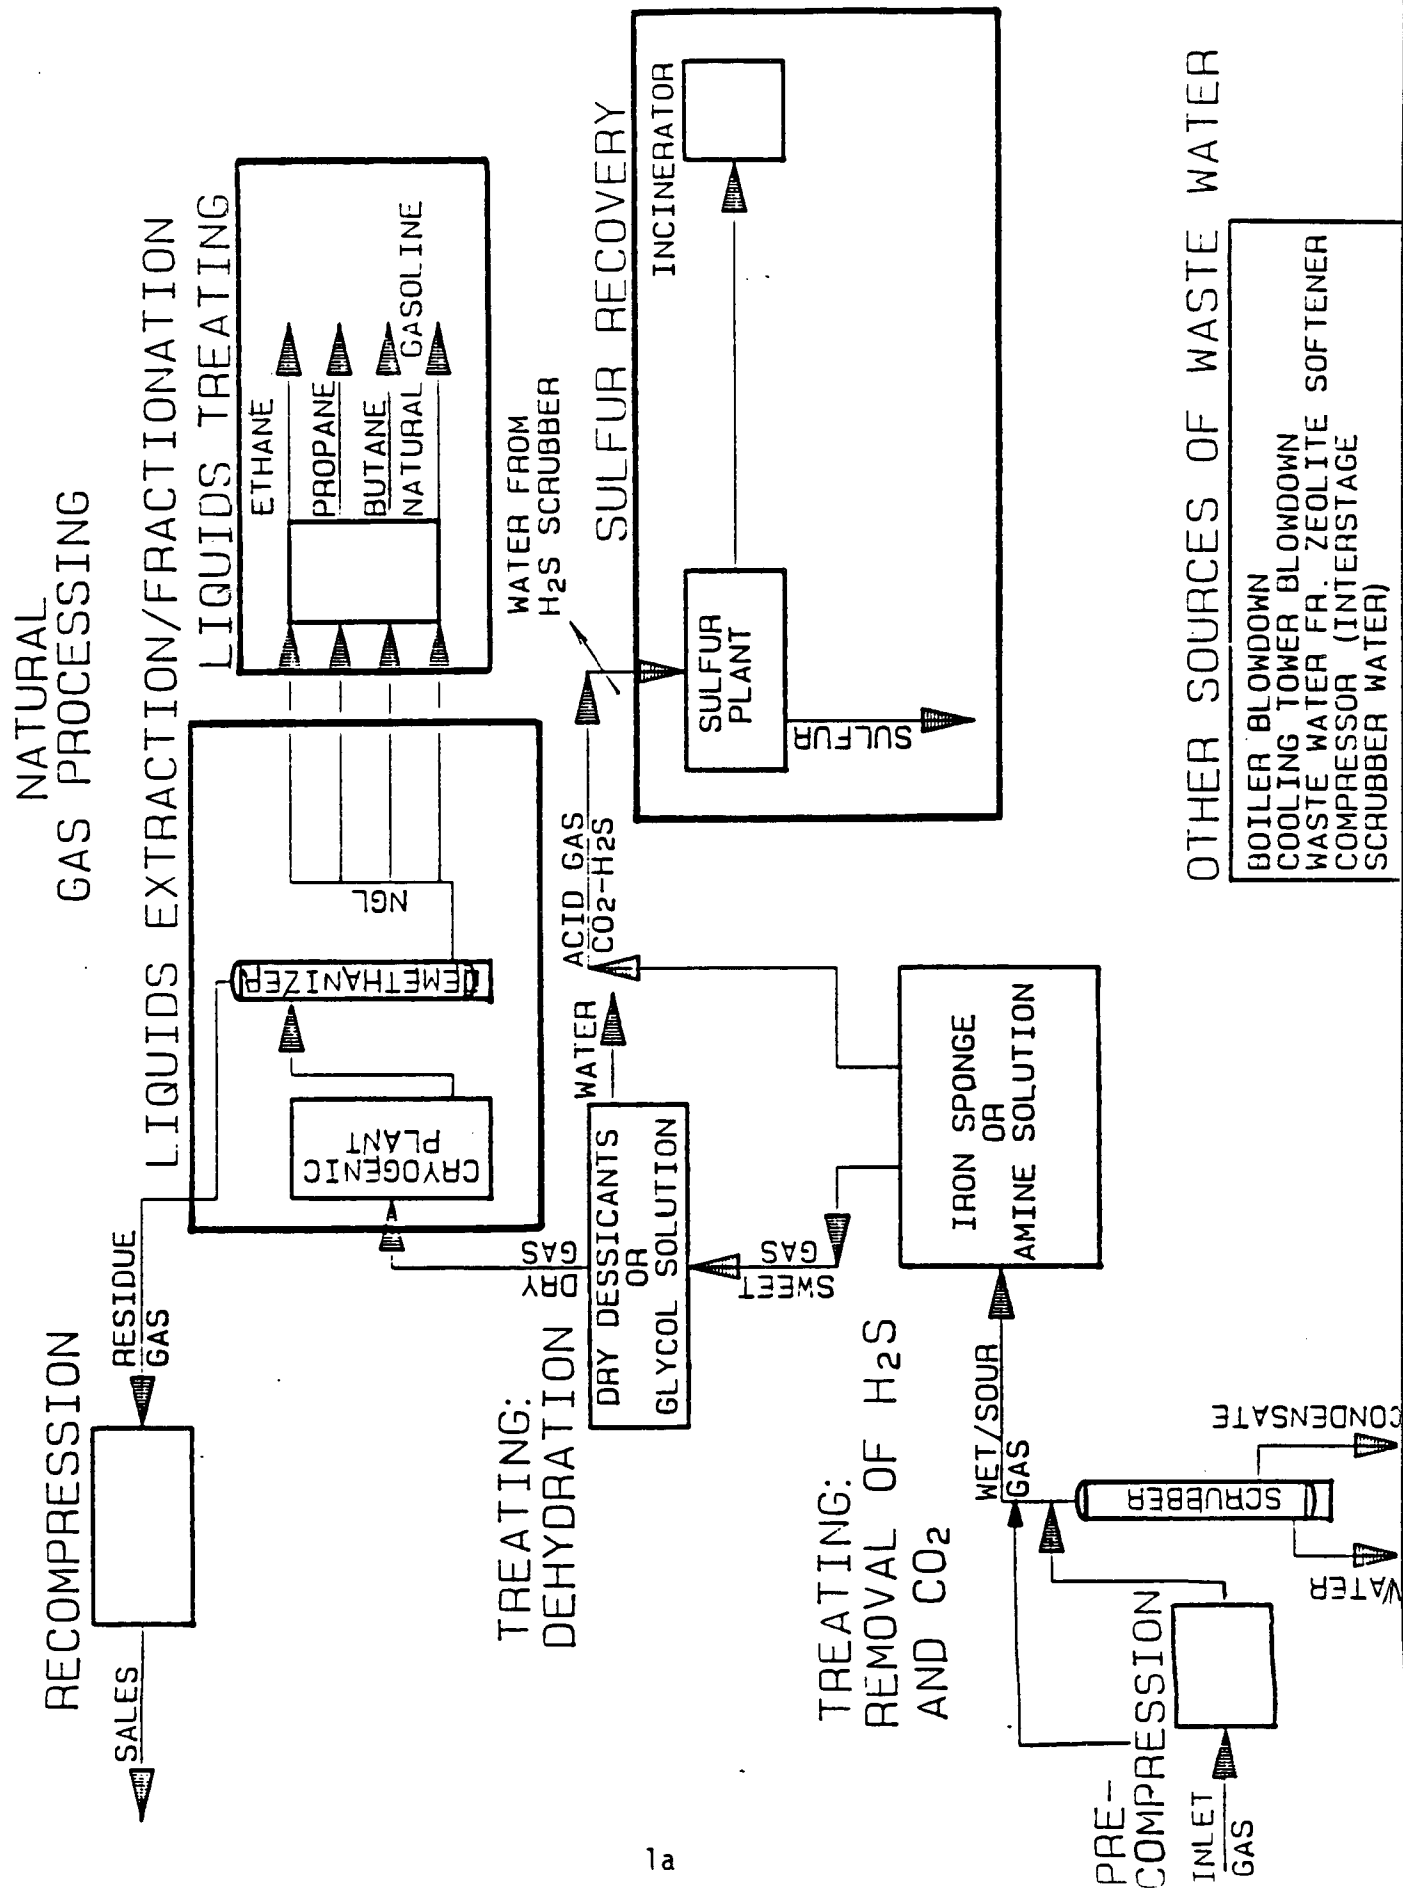 NATURAL
GAS PROCESSING
RECOMPRESSION
SALES
RESIDUE
GAS
LIQUIDS EXTRACTION/FRACTIONATION
LIQUIDS TREATING
CRYOGENIC
PLANT
DEMETHANIZER
NGL
ETHANE
PROPANE
BUTANE
NATURAL GASOLINE
TREATING:
DEHYDRATION
DRY DESSICANTS
OR
GLYCOL SOLUTION
DRY
GAS
WATER
SWEET
GAS
ACID GAS
CO2-H2S
WATER FROM
H2S SCRUBBER
SULFUR RECOVERY
SULFUR
PLANT
SULFUR
INCINERATOR
TREATING:
REMOVAL OF H2S
AND CO2
IRON SPONGE
OR
AMINE SOLUTION
WET/SOUR
GAS
PRE-
COMPRESSION
INLET
GAS
SCRUBBER
WATER
CONDENSATE
OTHER SOURCES OF WASTE WATER
BOILER BLOWDOWN
COOLING TOWER BLOWDOWN
WASTE WATER FR. ZEOLITE SOFTENER
COMPRESSOR (INTERSTAGE
SCRUBBER WATER)
1a